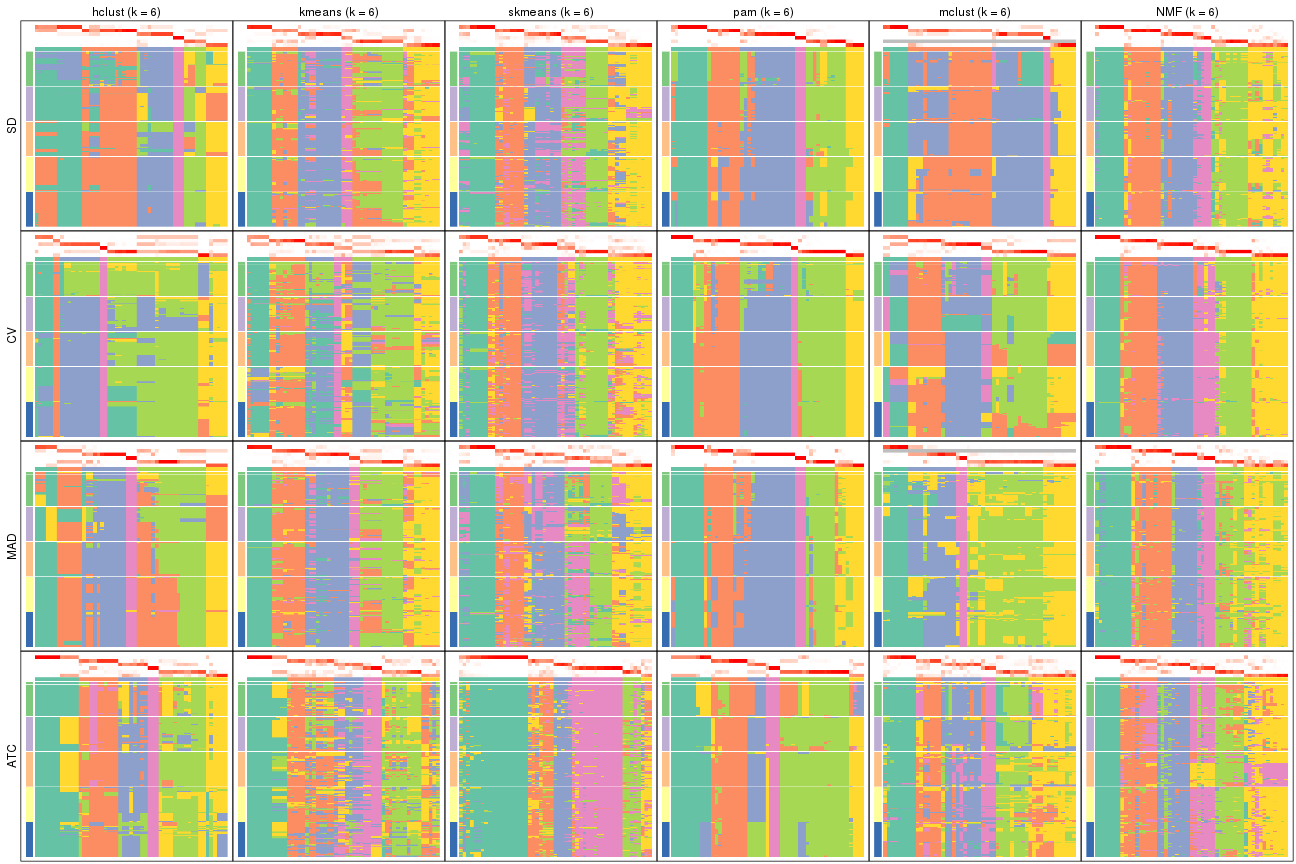 hclust (k = 6)
kmeans (k = 6)
skmeans (k = 6)
pam (k = 6)
mclust (k = 6)
NMF (k = 6)
SD
CV
MAD
ATC